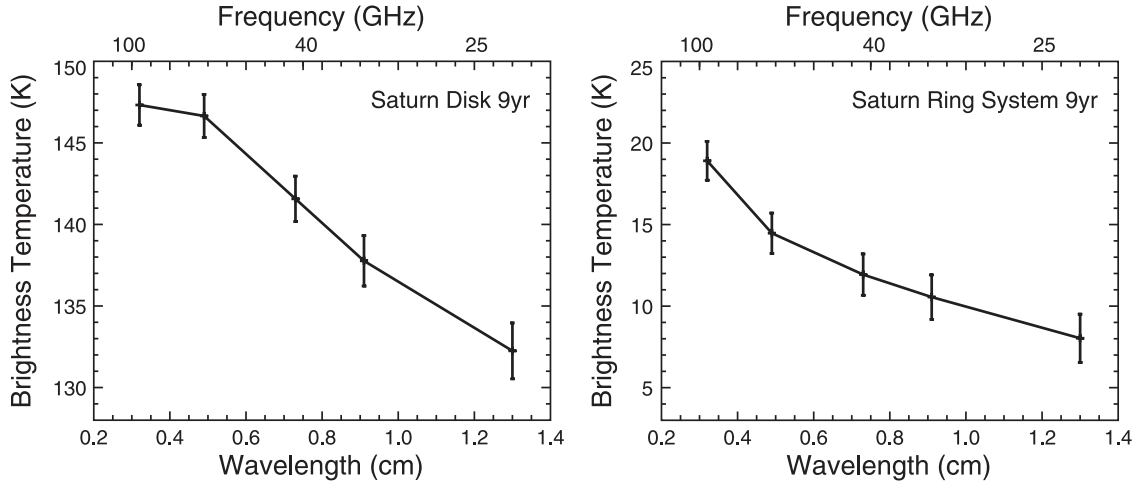 Frequency (GHz)
100 40 25
150
145
140
135
130
Brightness Temperature (K)
Saturn Disk 9yr
0.2 0.4 0.6 0.8 1.0 1.2 1.4
Wavelength (cm)
Frequency (GHz)
100 40 25
25
20
15
10
5
Brightness Temperature (K)
Saturn Ring System 9yr
0.2 0.4 0.6 0.8 1.0 1.2 1.4
Wavelength (cm)